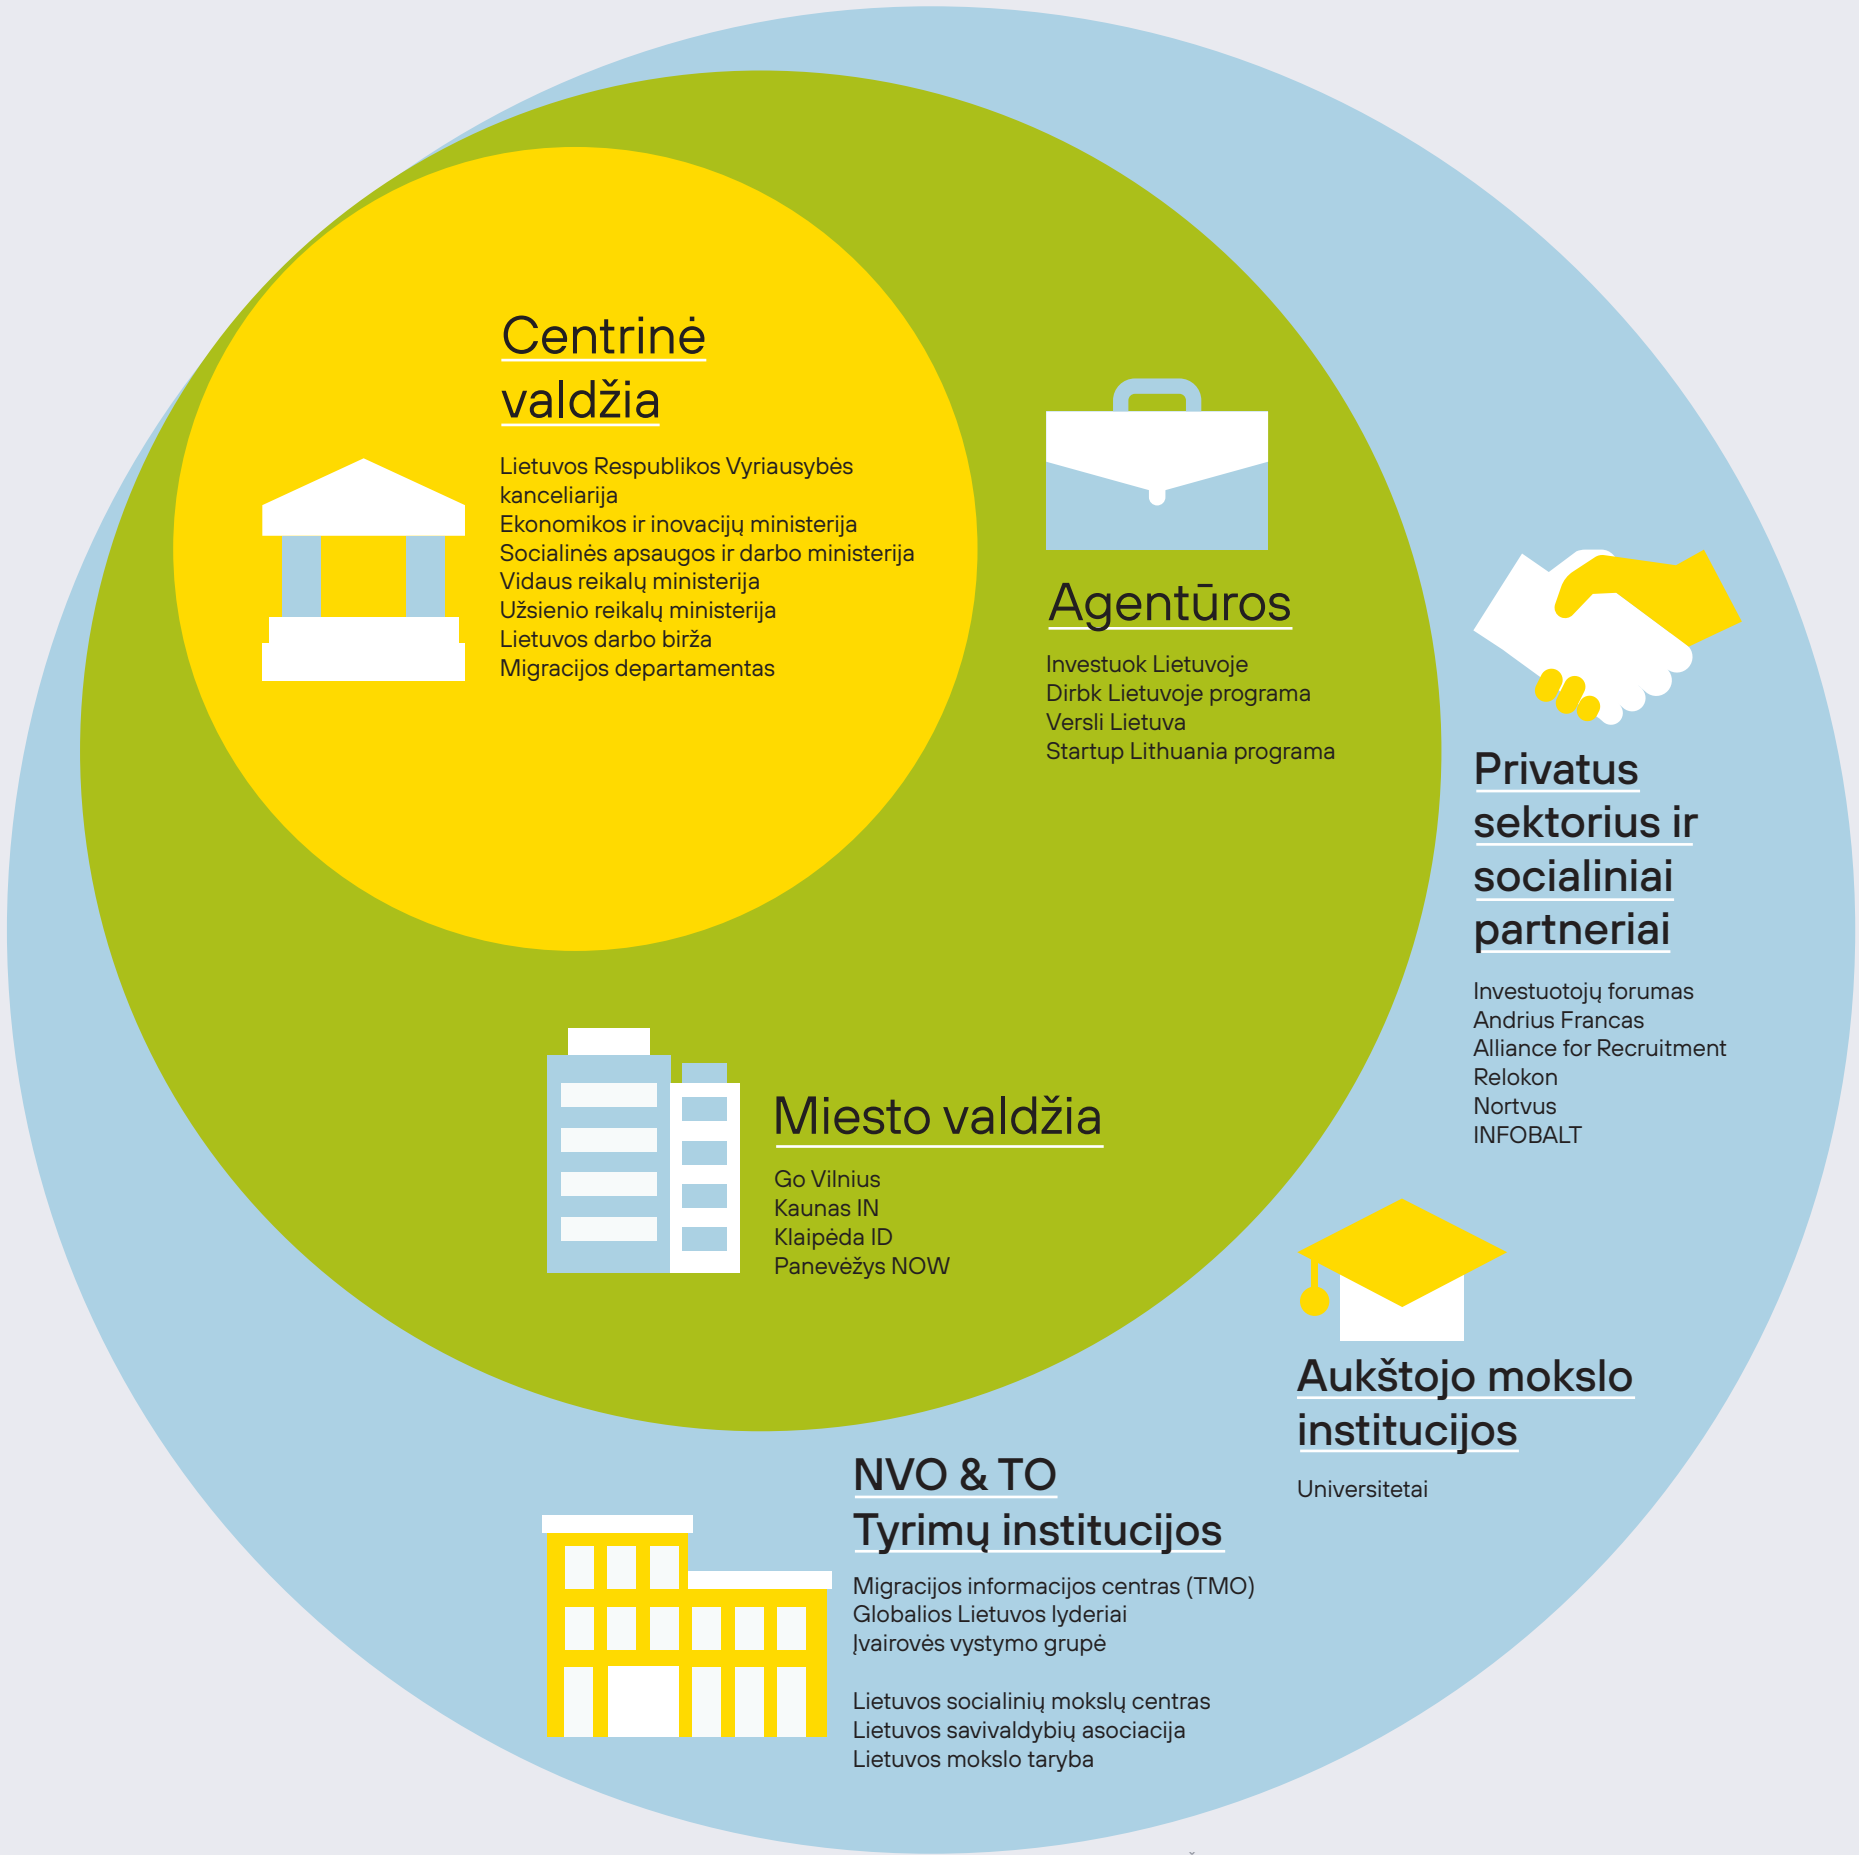 Centrinė
valdžia
Lietuvos Respublikos Vyriausybės
kanceliarija
Ekonomikos ir inovacijų ministerija
Socialinės apsaugos ir darbo ministerija
Vidaus reikalų ministerija
Užsienio reikalų ministerija
Lietuvos darbo birža
Migracijos departamentas
Agentūros
Investuok Lietuvoje
Dirbk Lietuvoje programa
Versli Lietuva
Startup Lithuania programa
Privatus
sektorius ir
socialiniai
partneriai
Investuotojų forumas
Andrius Francas
Alliance for Recruitment
Relokon
Nortvus
INFOBALT
Miesto valdžia
Go Vilnius
Kaunas IN
Klaipėda ID
Panevėžys NOW
Aukštojo mokslo
institucijos
Universitetai
NVO & TO
Tyrimų institucijos
Migracijos informacijos centras (TMO)
Globalios Lietuvos lyderiai
Įvairovės vystymo grupė
Lietuvos socialinių mokslų centras
Lietuvos savivaldybių asociacija
Lietuvos mokslo taryba